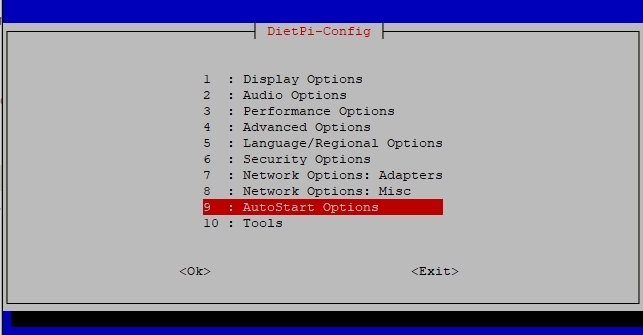 DietPi-Config
1 : Display Options
2 : Audio Options
3 : Performance Options
4 : Advanced Options
5 : Language/Regional Options
6 : Security Options
7 : Network Options: Adapters
8 : Network Options: Misc
9 : AutoStart Options
10 : Tools
<Ok> <Exit>